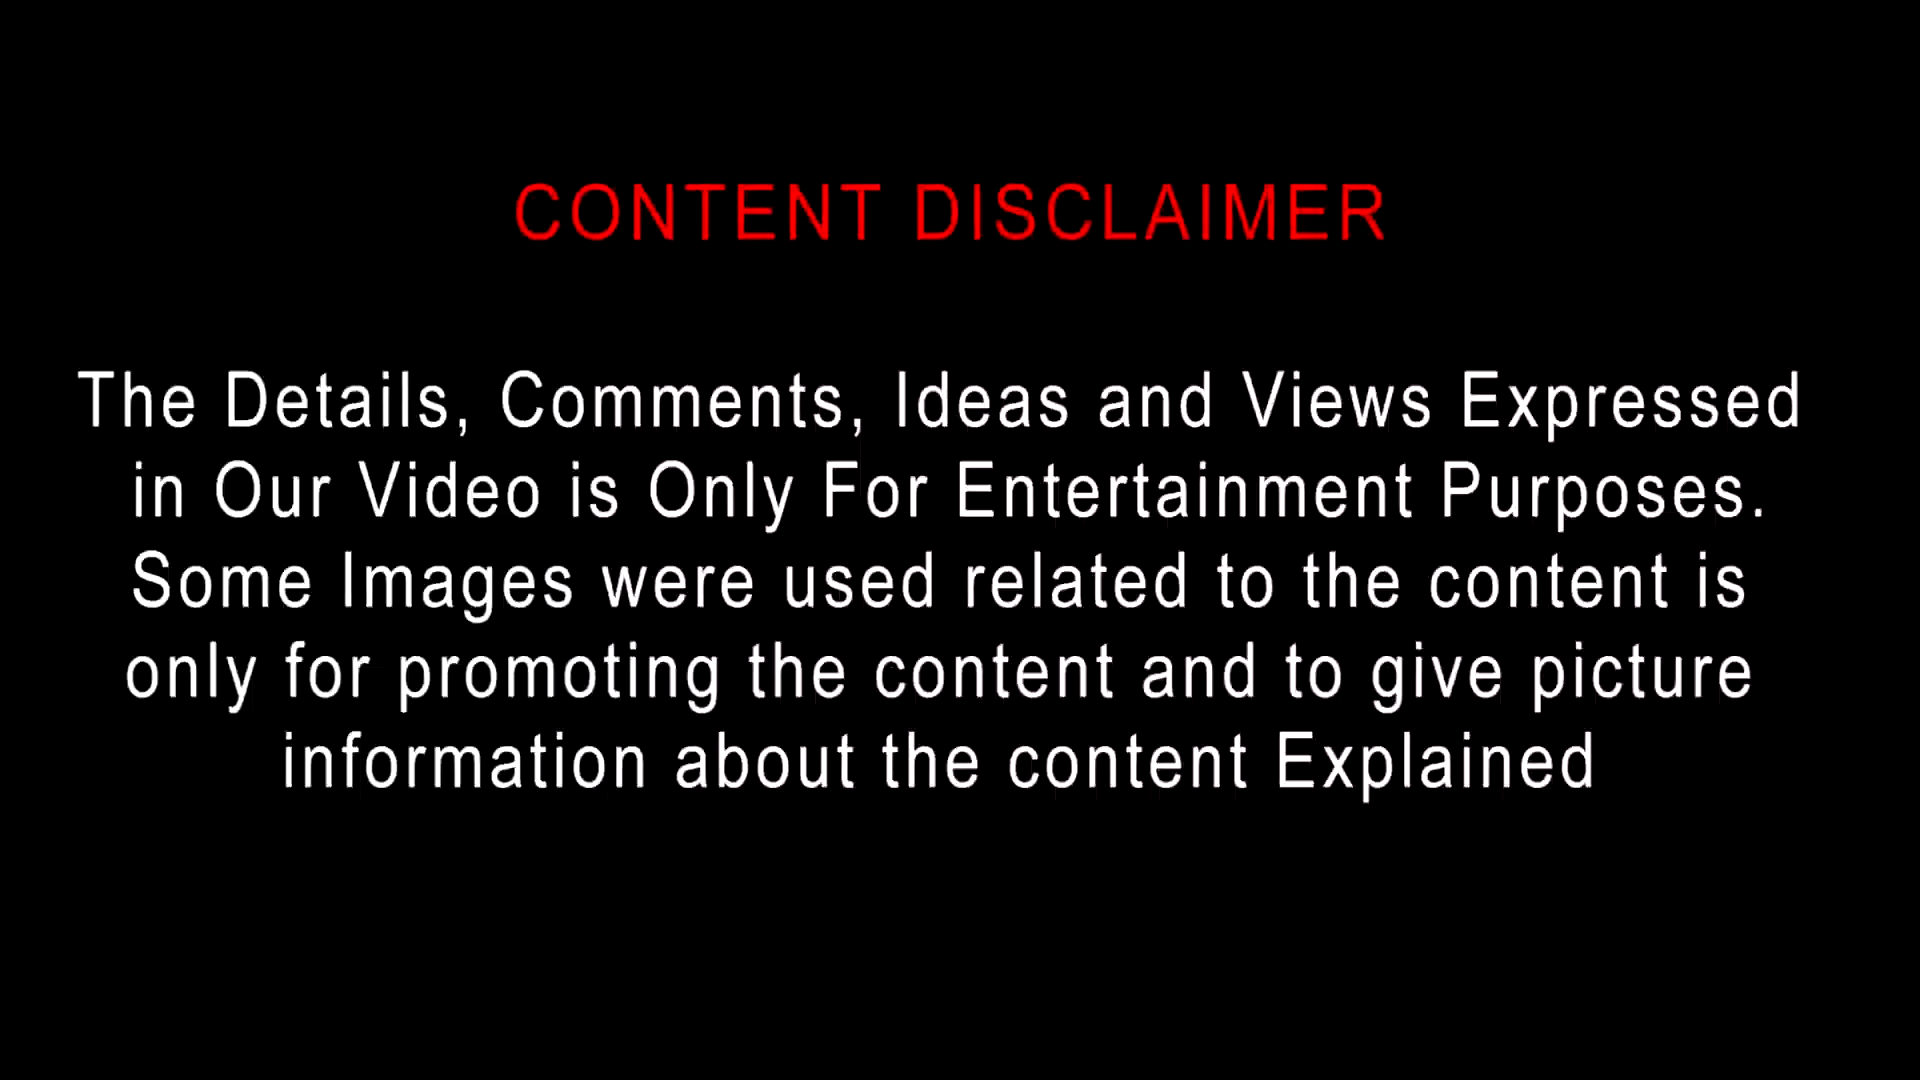 CONTENT DISCLAIMER
The Details, Comments, Ideas and Views Expressed
in Our Video is Only For Entertainment Purposes.
Some Images were used related to the content is
only for promoting the content and to give picture
information about the content Explained